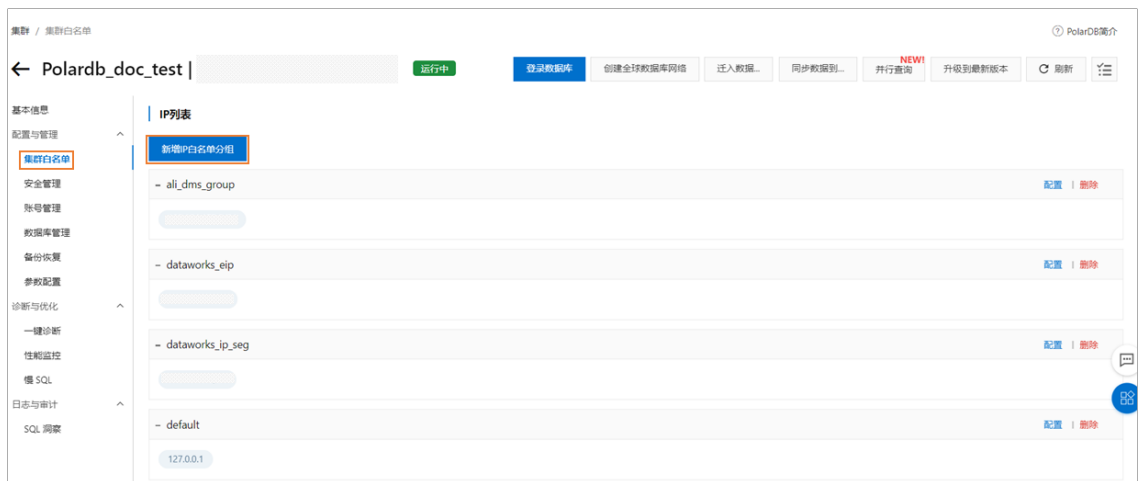 集群 / 集群白名单
PolarDB简介
Polardb_doc_test |
运行中
登录数据库
创建全球数据库网络
迁入数据...
同步数据到...
NEW!
并行查询
升级到最新版本
刷新
基本信息
配置与管理
集群白名单
安全管理
账号管理
数据库管理
备份恢复
参数配置
诊断与优化
一键诊断
性能监控
慢 SQL
日志与审计
SQL 洞察
IP列表
新增IP白名单分组
- ali_dms_group
配置 | 删除
- dataworks_eip
配置 | 删除
- dataworks_ip_seg
配置 | 删除
- default
配置 | 删除
127.0.0.1